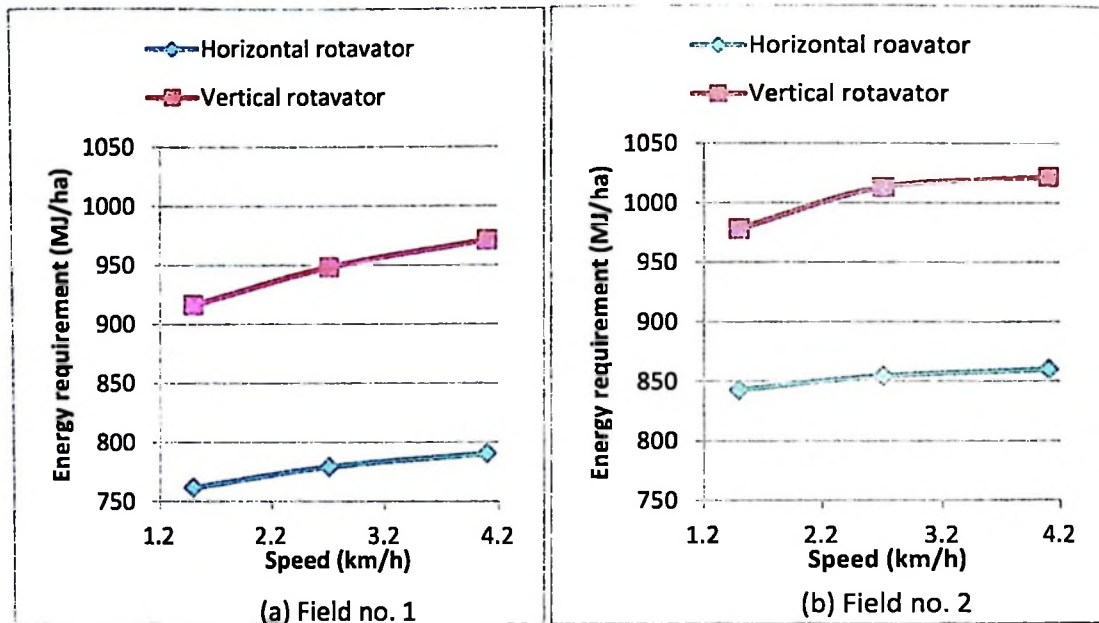 Horizontal rotavator
Vertical rotavator
Energy requirement (MJ/ha)
1050
1000
950
900
850
800
750
1.2
2.2
3.2
4.2
Speed (km/h)
(a) Field no. 1
Horizontal roavator
Vertical rotavator
Energy requirement (MJ/ha)
1050
1000
950
900
850
800
750
1.2
2.2
3.2
4.2
Speed (km/h)
(b) Field no. 2